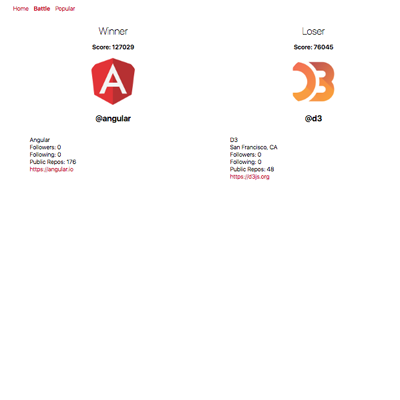 Home Battle Popular
Winner
Score: 127029
@angular
Angular
Followers: 0
Following: 0
Public Repos: 176
https://angular.io
Loser
Score: 76045
@d3
D3
San Francisco, CA
Followers: 0
Following: 0
Public Repos: 48
https://d3js.org